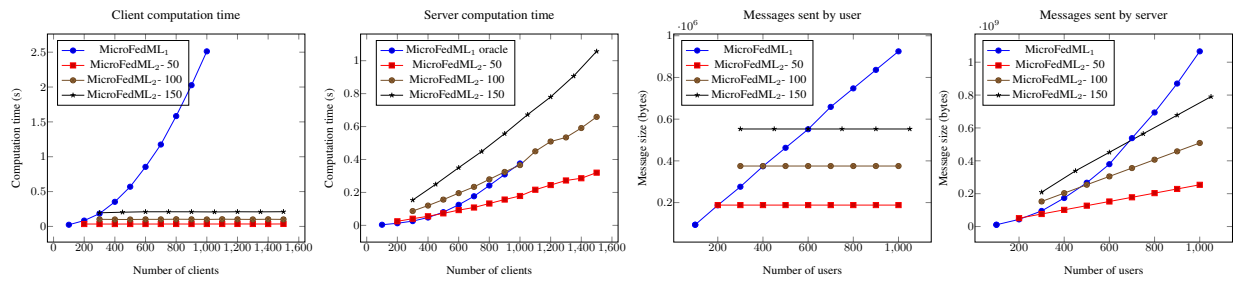 Client computation time
Computation time (s)
2.5
2
1.5
1
0.5
0
0
200
400
600
800
1,000
1,200
1,400
1,600
Number of clients
MicroFedML₁
MicroFedML₂- 50
MicroFedML₂- 100
MicroFedML₂- 150
Server computation time
Computation time (s)
1
0.8
0.6
0.4
0.2
0
0
200
400
600
800
1,000
1,200
1,400
1,600
Number of clients
MicroFedML₁ oracle
MicroFedML₂- 50
MicroFedML₂- 100
MicroFedML₂- 150
Messages sent by user
·10⁶
Message size (bytes)
1
0.8
0.6
0.4
0.2
200
400
600
800
1,000
Number of users
MicroFedML₁
MicroFedML₂- 50
MicroFedML₂- 100
MicroFedML₂- 150
Messages sent by server
·10⁹
Message size (bytes)
1
0.8
0.6
0.4
0.2
0
200
400
600
800
1,000
Number of users
MicroFedML₁
MicroFedML₂- 50
MicroFedML₂- 100
MicroFedML₂- 150